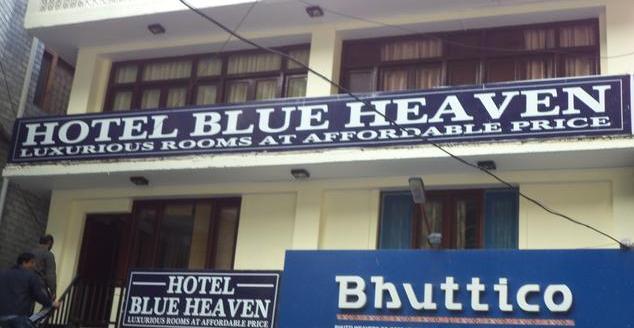 HOTEL BLUE HEAVEN
LUXURIOUS ROOMS AT AFFORDABLE PRICE
HOTEL
BLUE HEAVEN
LUXURIOUS ROOMS AT AFFORDABLE PRICE
Bhuttico